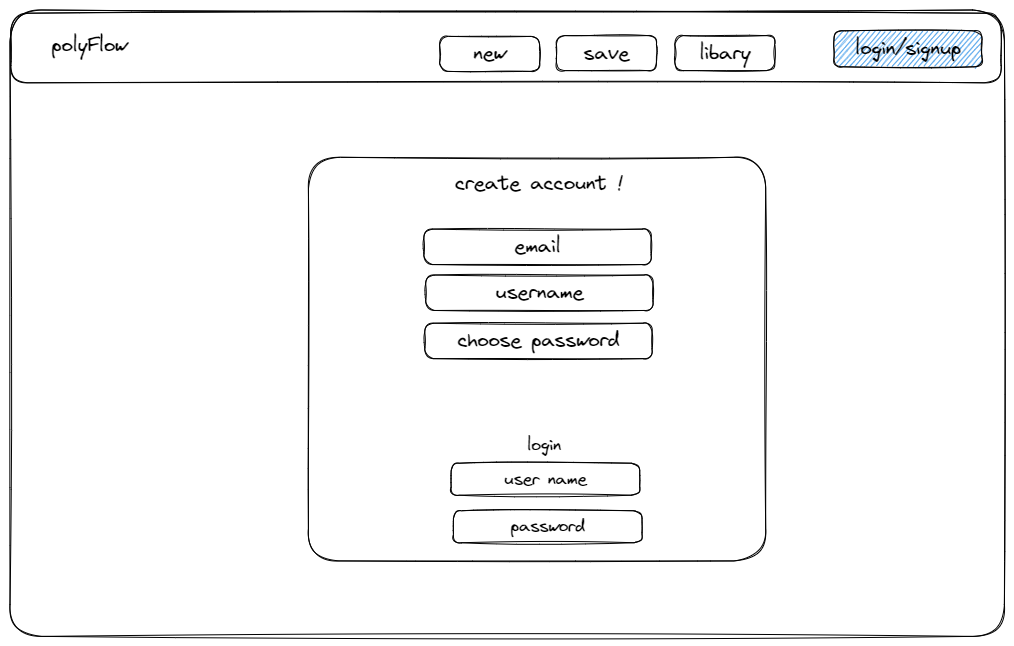 polyFlow
new
save
libary
login/signup
create account !
email
username
choose password
login
user name
password